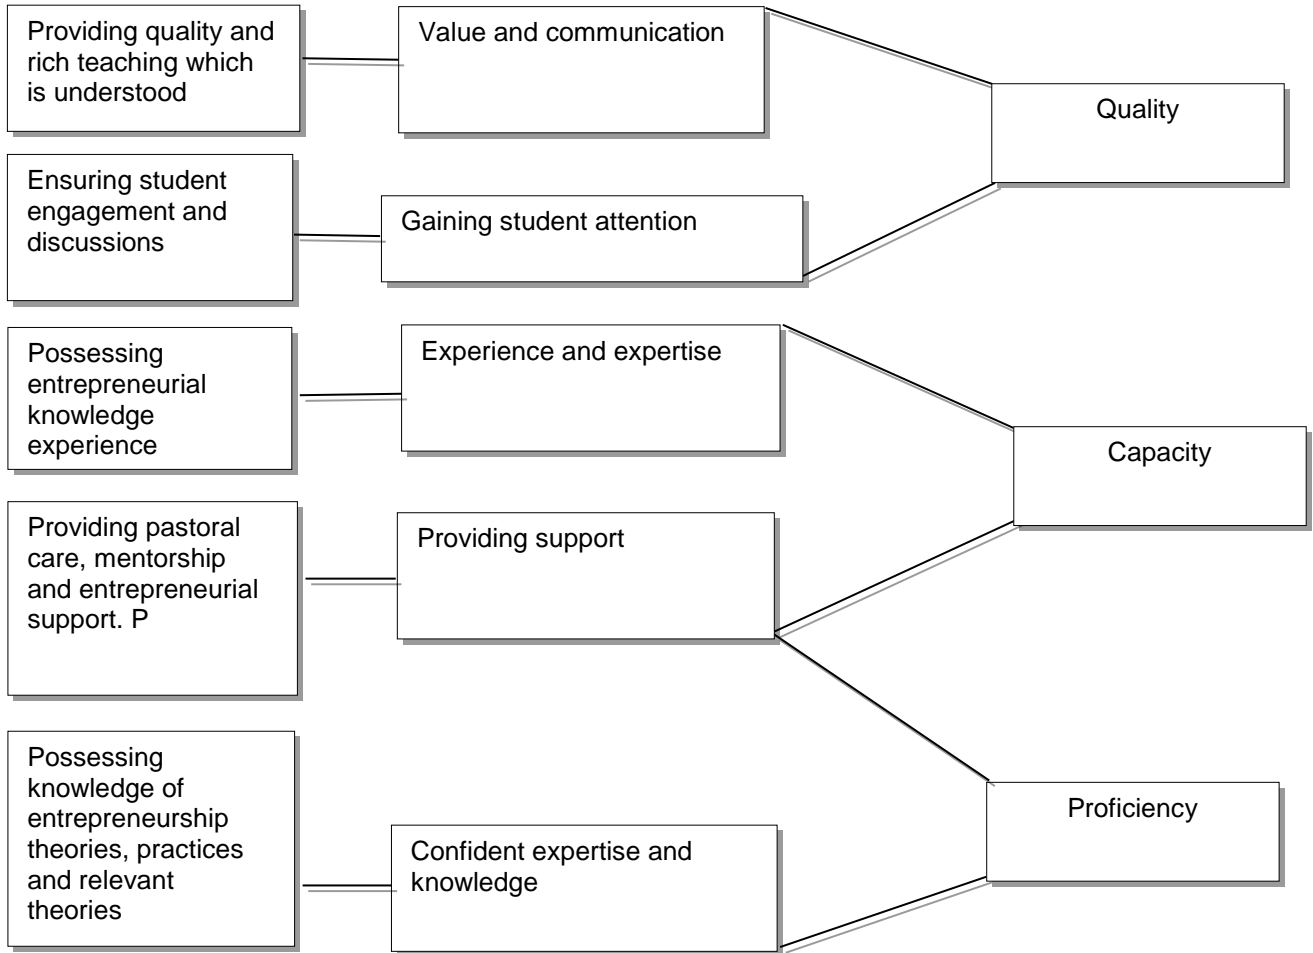 Providing quality and
rich teaching which
is understood
Value and communication
Quality
Ensuring student
engagement and
discussions
Gaining student attention
Possessing
entrepreneurial
knowledge
experience
Experience and expertise
Capacity
Providing pastoral
care, mentorship
and entrepreneurial
support. P
Providing support
Possessing
knowledge of
entrepreneurship
theories, practices
and relevant
theories
Confident expertise and
knowledge
Proficiency